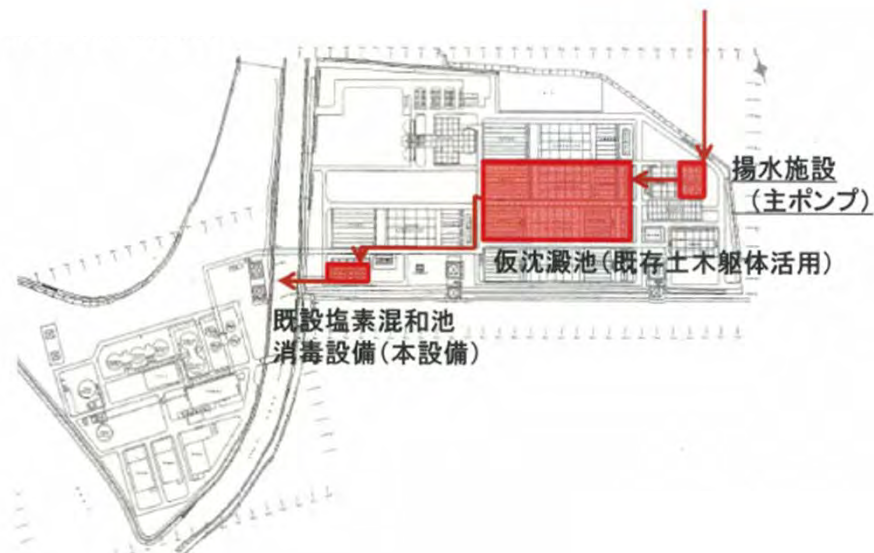 揚水施設
（主ポンプ）
仮沈澱池（既存土木躯体活用）
既設塩素混和池
消毒設備（本設備）